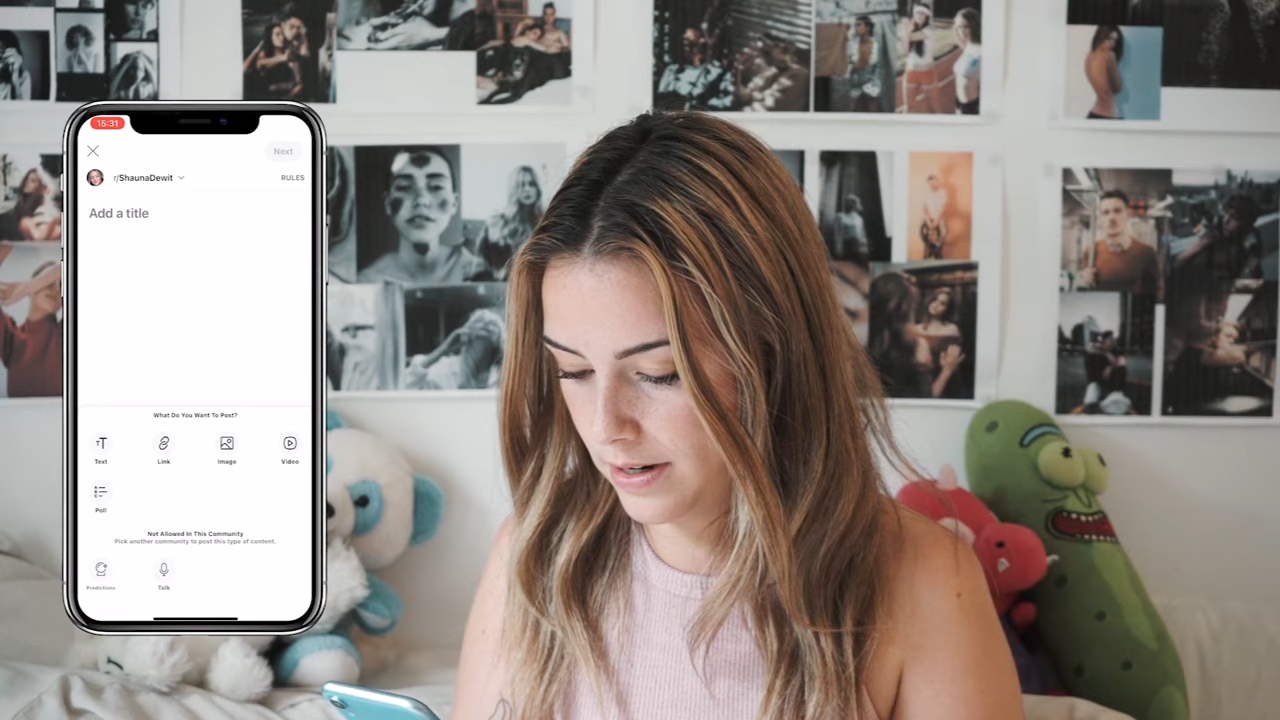 15:31
Next
r/ShaunaDewit
RULES
Add a title
What Do You Want To Post?
Text Link Image Video
Poll
Not Allowed In This Community
Pick another community to post this type of content.
Predictions Talk